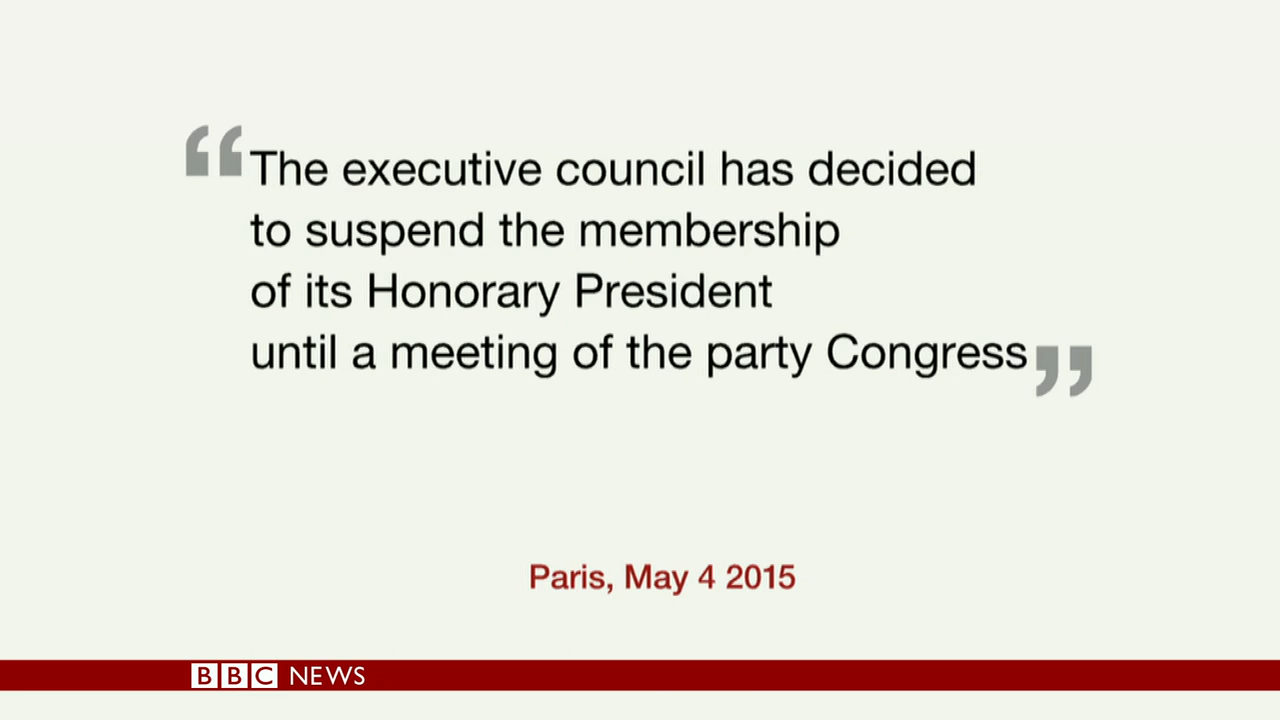 “The executive council has decided
to suspend the membership
of its Honorary President
until a meeting of the party Congress”
Paris, May 4 2015
BBC NEWS